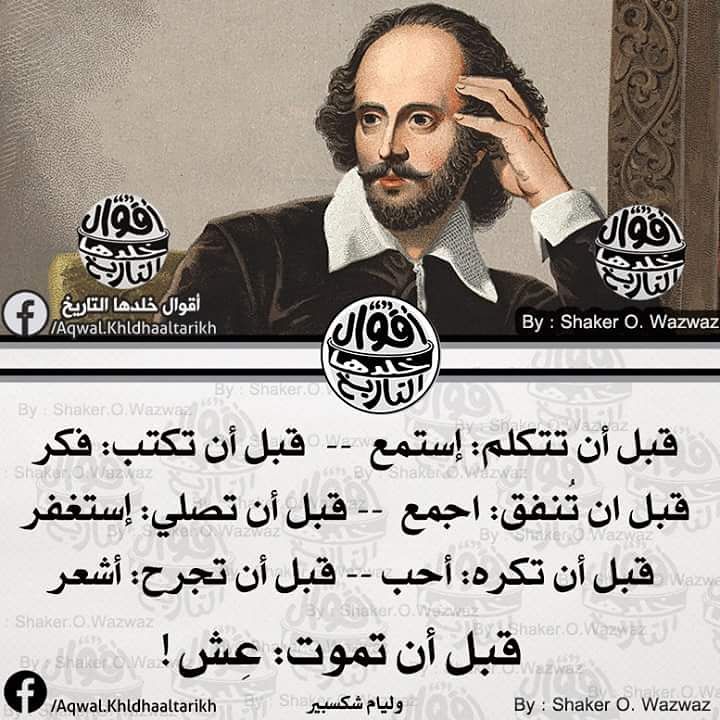 أقوال
خلدها
التاريخ
أقوال
خلدها
التاريخ
أقوال خلدها التاريخ
/Aqwal.Khldhaaltarikh
By : Shaker O. Wazwaz
أقوال
خلدها
التاريخ
قبل أن تتكلم: إستمع -- قبل أن تكتب: فكر
قبل ان تُنفق: اجمع -- قبل أن تصلي: إستغفر
قبل أن تكره: أحب -- قبل أن تجرح: أشعر
قبل أن تموت: عِش!
/Aqwal.Khldhaaltarikh
وليام شكسبير
By : Shaker O. Wazwaz